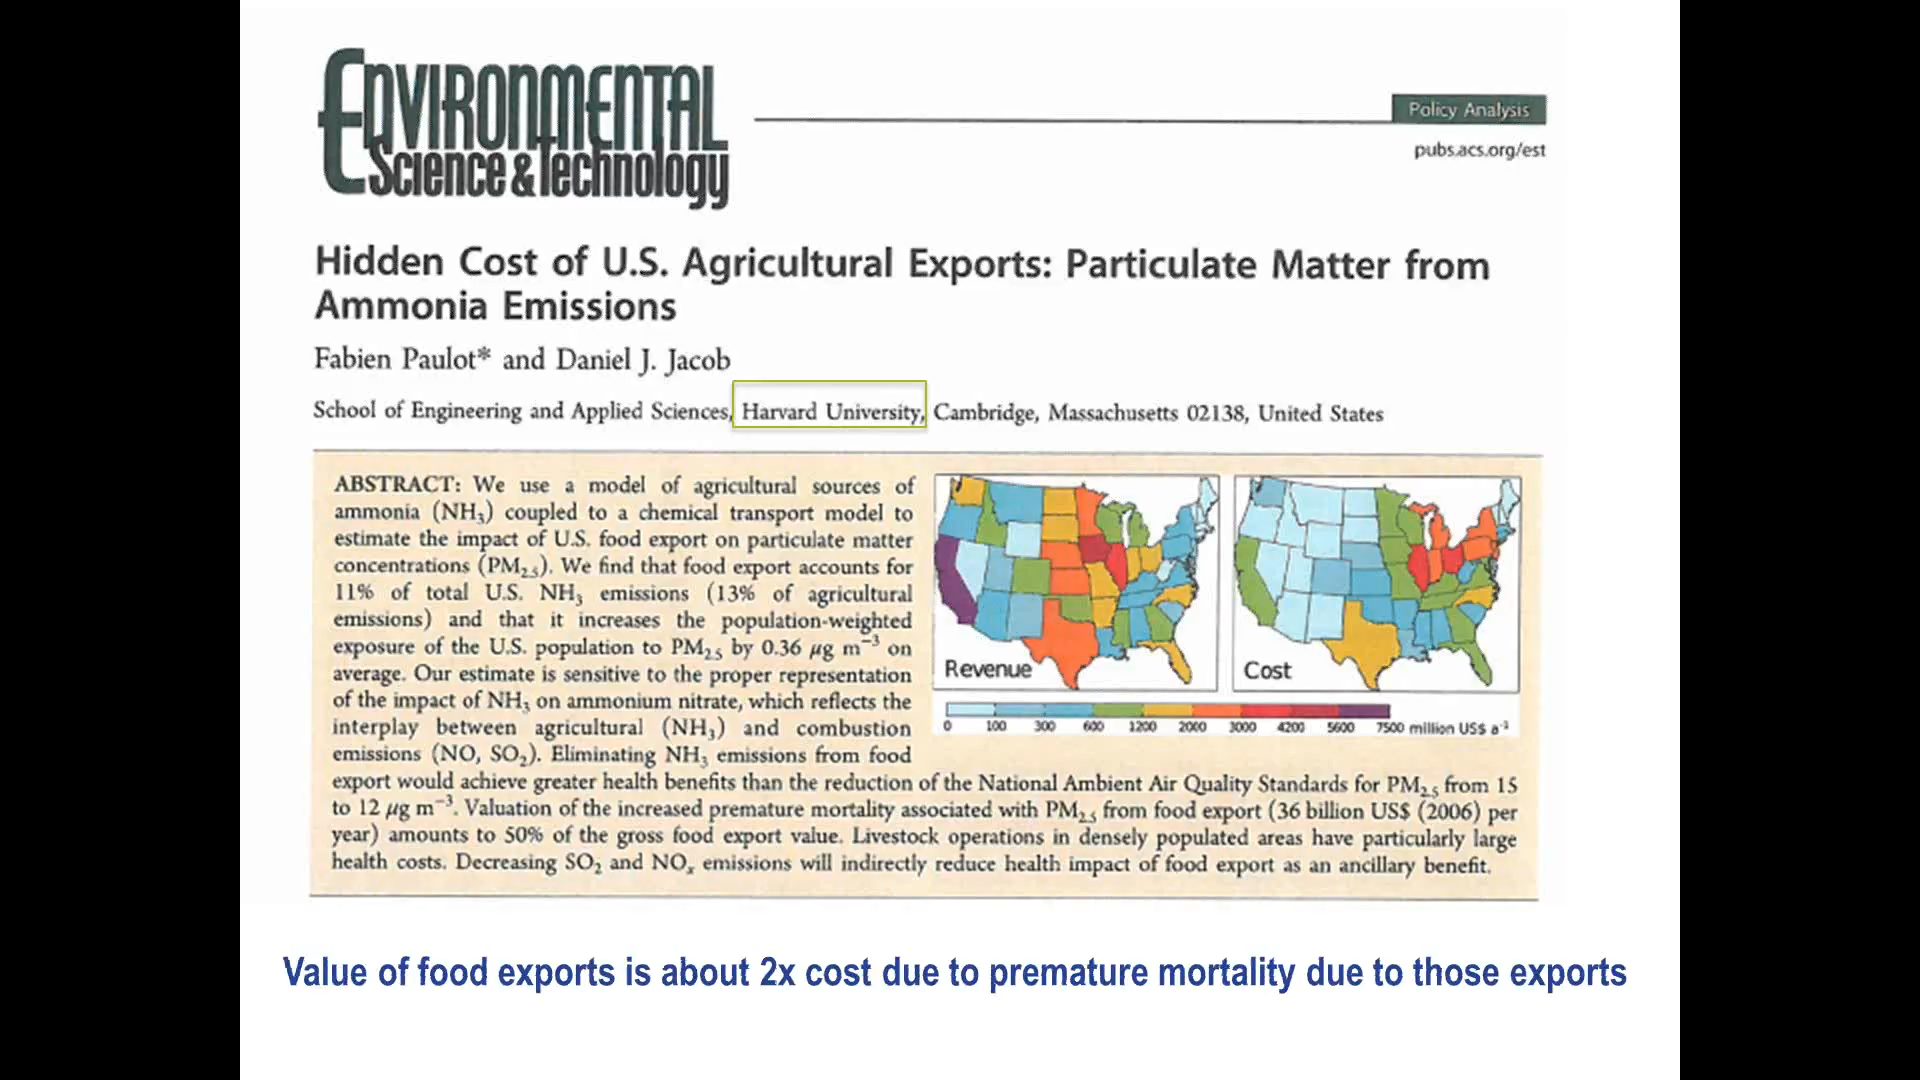 ENVIRONMENTAL
Science & Technology
Policy Analysis
pubs.acs.org/est
Hidden Cost of U.S. Agricultural Exports: Particulate Matter from
Ammonia Emissions
Fabien Paulot* and Daniel J. Jacob
School of Engineering and Applied Sciences, Harvard University, Cambridge, Massachusetts 02138, United States
ABSTRACT: We use a model of agricultural sources of
ammonia (NH₃) coupled to a chemical transport model to
estimate the impact of U.S. food export on particulate matter
concentrations (PM₂.₅). We find that food export accounts for
11% of total U.S. NH₃ emissions (13% of agricultural
emissions) and that it increases the population-weighted
exposure of the U.S. population to PM₂.₅ by 0.36 μg m⁻³ on
average. Our estimate is sensitive to the proper representation
of the impact of NH₃ on ammonium nitrate, which reflects the
interplay between agricultural (NH₃) and combustion
emissions (NO, SO₂). Eliminating NH₃ emissions from food
export would achieve greater health benefits than the reduction of the National Ambient Air Quality Standards for PM₂.₅ from 15
to 12 μg m⁻³. Valuation of the increased premature mortality associated with PM₂.₅ from food export (36 billion US$ (2006) per
year) amounts to 50% of the gross food export value. Livestock operations in densely populated areas have particularly large
health costs. Decreasing SO₂ and NOₓ emissions will indirectly reduce health impact of food export as an ancillary benefit.
Revenue
Cost
0 100 300 600 1200 2000 3000 4200 5600 7500 million US$ a⁻¹
Value of food exports is about 2x cost due to premature mortality due to those exports